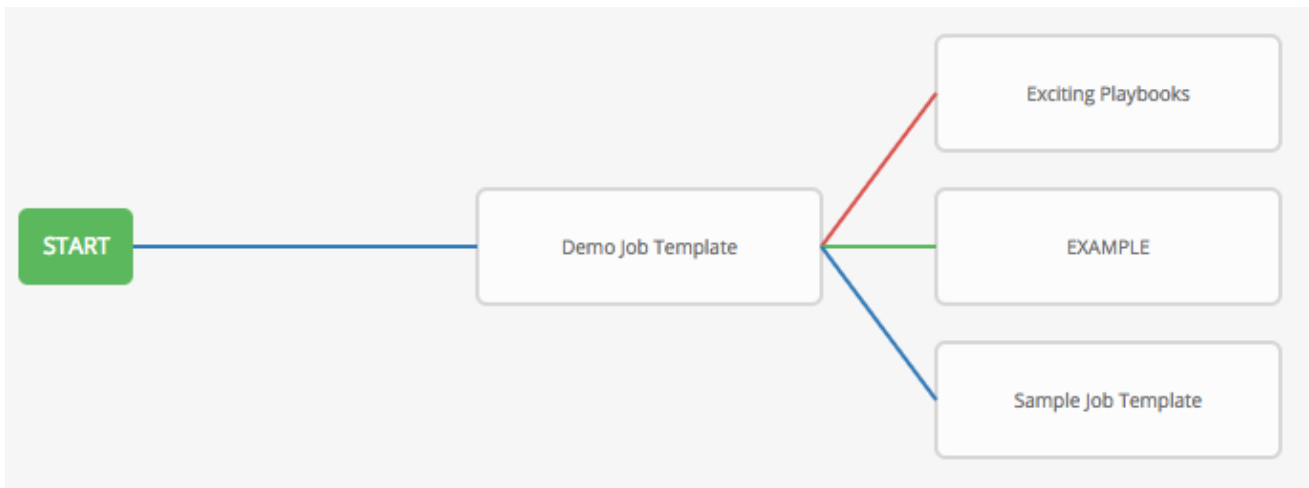 START
Demo Job Template
Exciting Playbooks
EXAMPLE
Sample Job Template